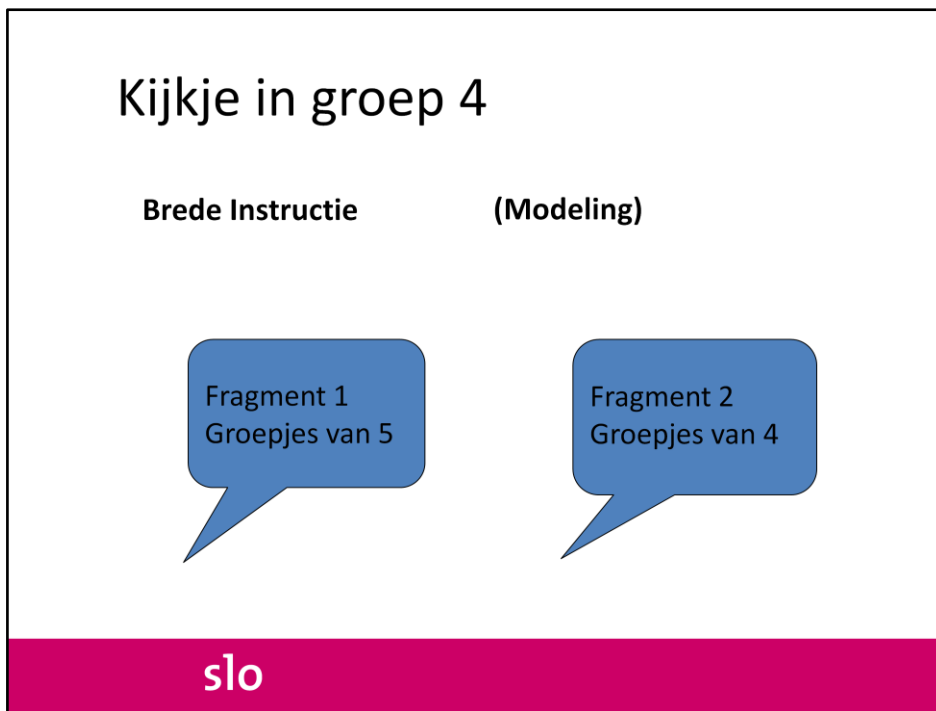 Kijkje in groep 4
Brede Instructie (Modeling)
Fragment 1
Groepjes van 5
Fragment 2
Groepjes van 4
slo